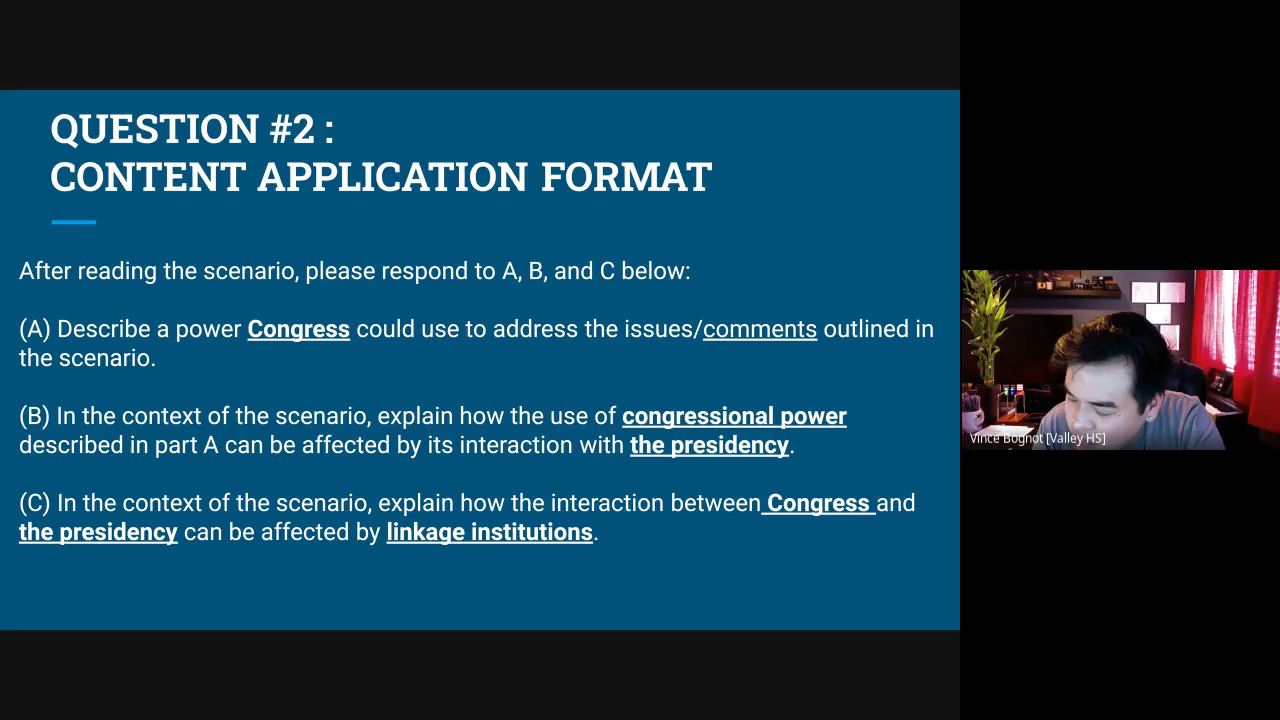 QUESTION #2 :
CONTENT APPLICATION FORMAT
After reading the scenario, please respond to A, B, and C below:
(A) Describe a power Congress could use to address the issues/comments outlined in
the scenario.
(B) In the context of the scenario, explain how the use of congressional power
described in part A can be affected by its interaction with the presidency.
(C) In the context of the scenario, explain how the interaction between Congress and
the presidency can be affected by linkage institutions.
Vince Bognot [Valley HS]